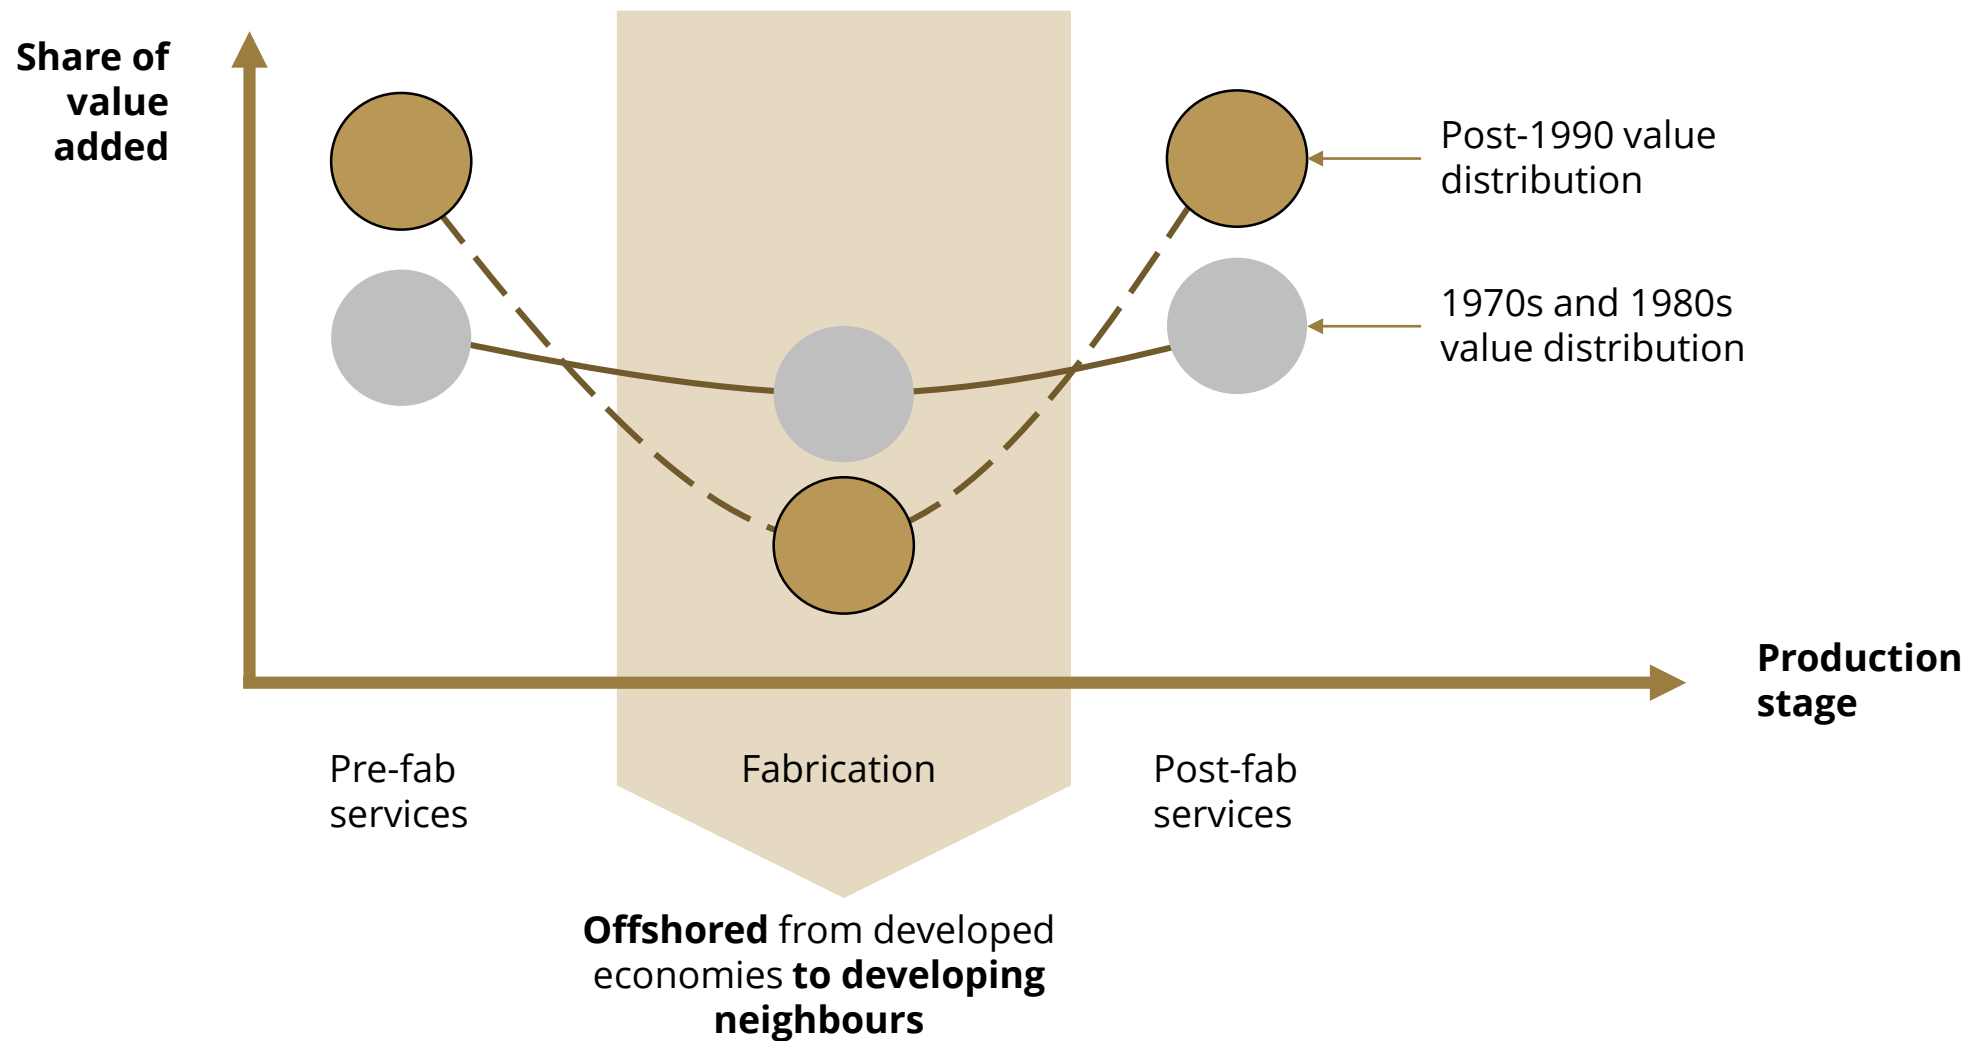 Share of
value
added
Post-1990 value
distribution
1970s and 1980s
value distribution
Production
stage
Pre-fab
services
Fabrication
Post-fab
services
Offshored from developed
economies to developing
neighbours